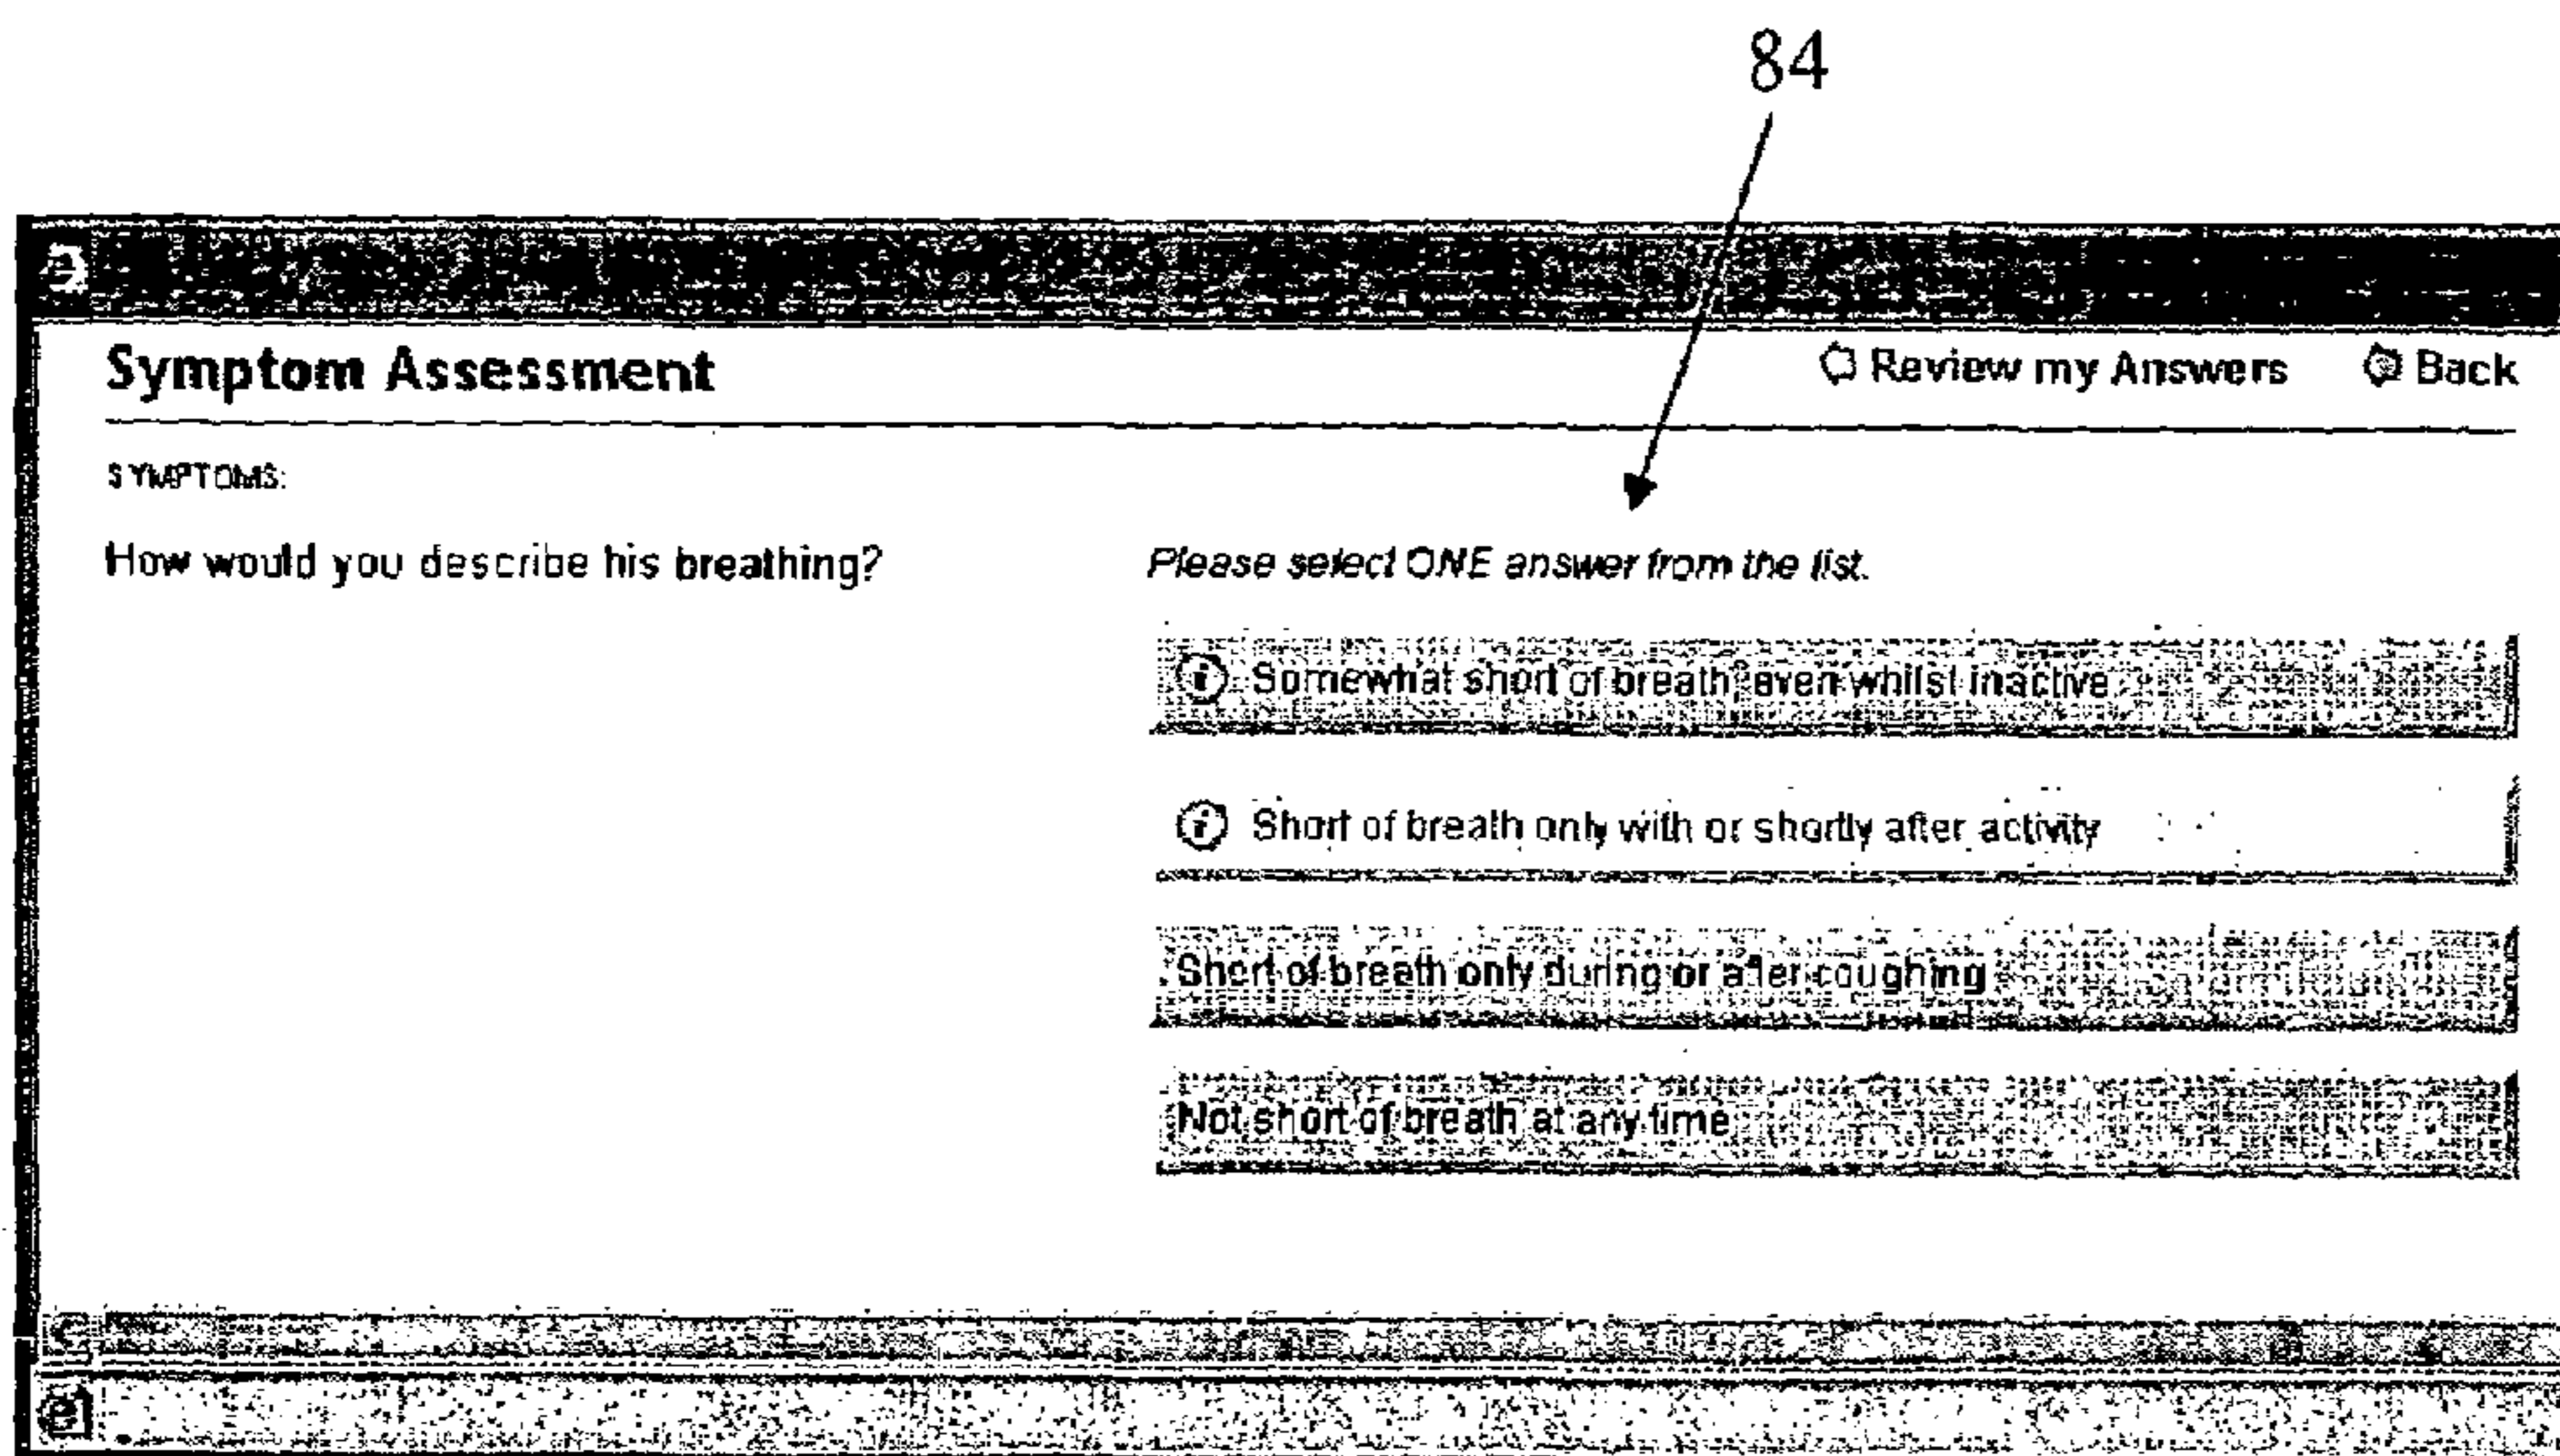 84
Symptom Assessment Review my Answers Back
SYMPTOMS:
How would you describe his breathing? Please select ONE answer from the list.
Somewhat short of breath, even whilst inactive
Short of breath only with or shortly after activity
Short of breath only during or after coughing
Not short of breath at any time